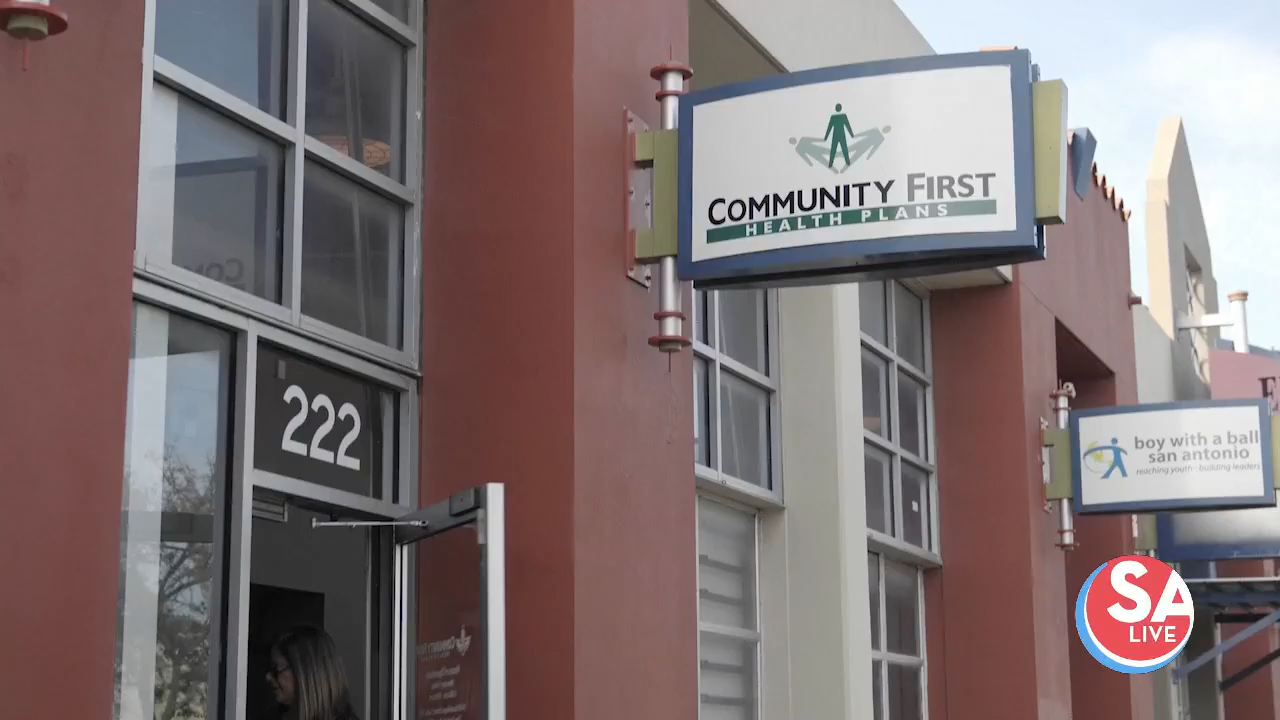 COMMUNITY FIRST
HEALTH PLANS
222
boy with a ball
san antonio
reaching youth - building leaders
SA
LIVE